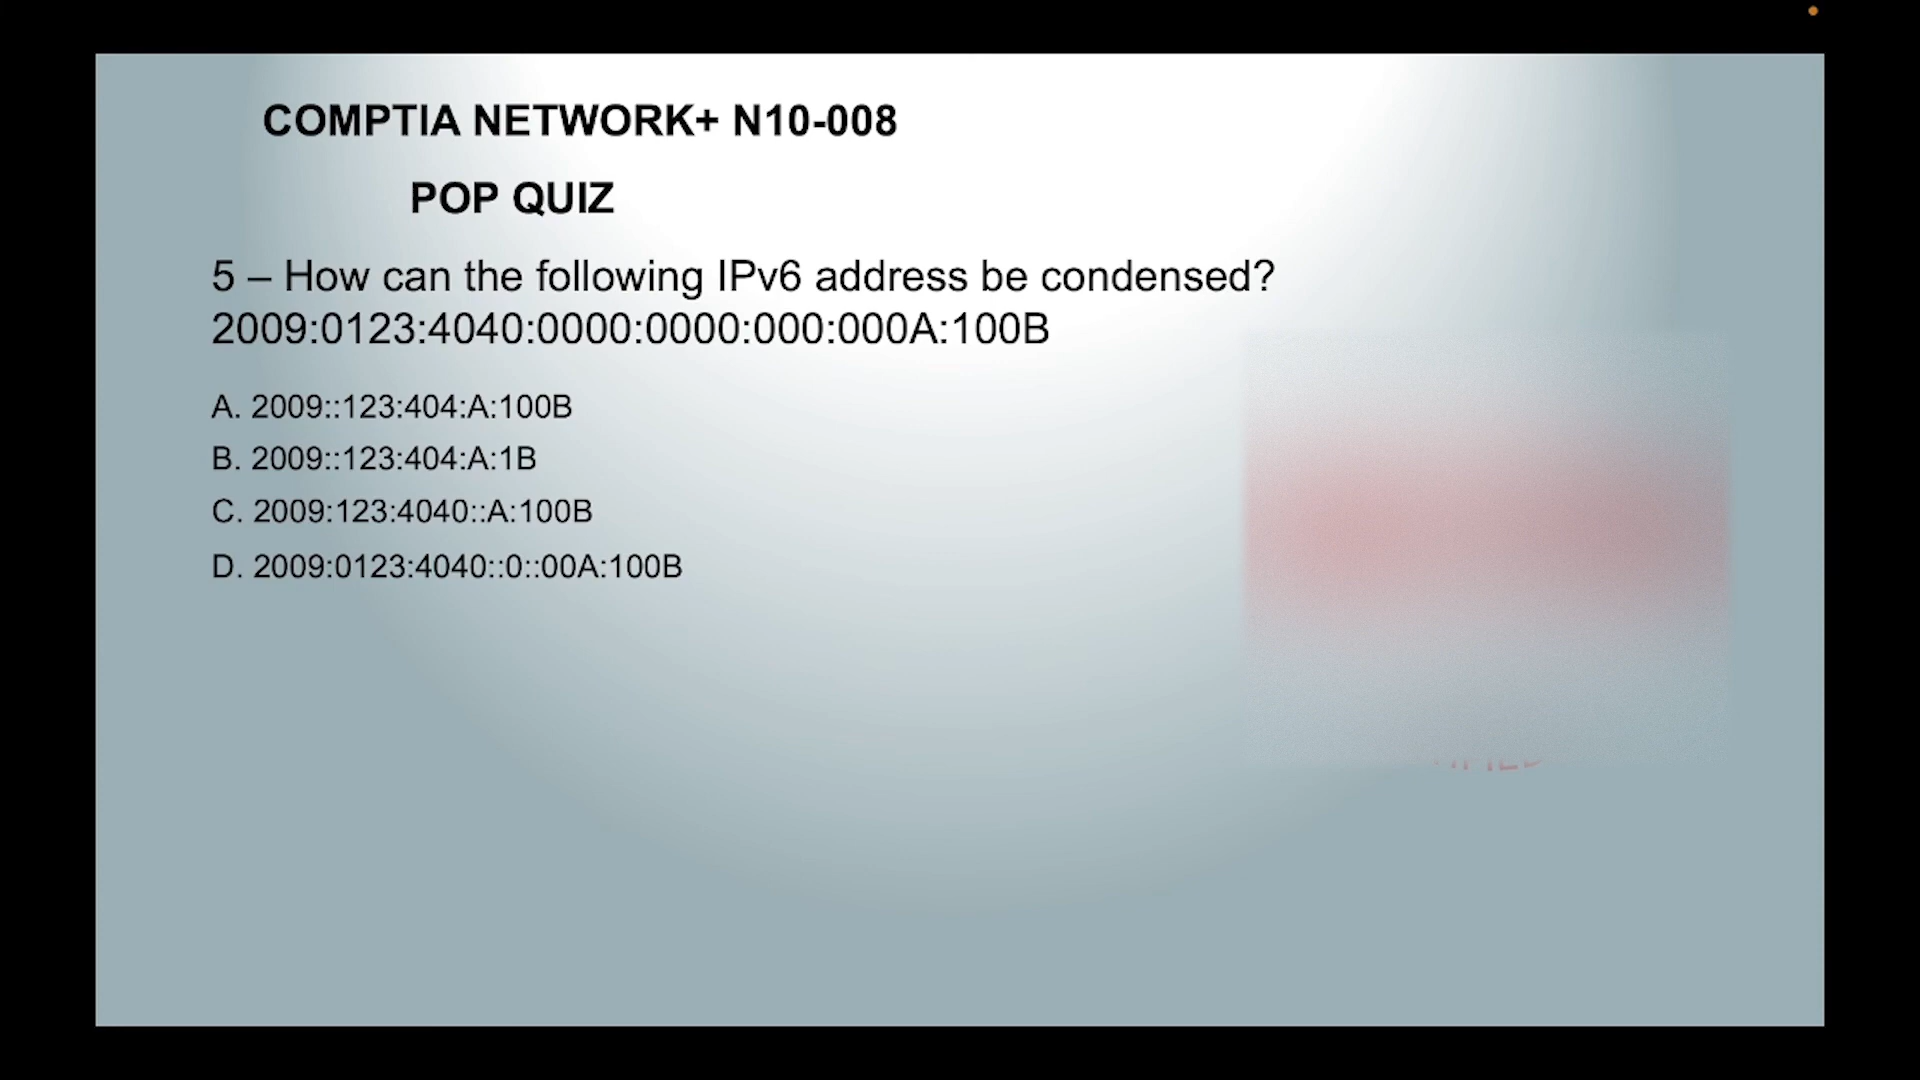 COMPTIA NETWORK+ N10-008
POP QUIZ
5 – How can the following IPv6 address be condensed?
2009:0123:4040:0000:0000:000:000A:100B
A. 2009::123:404:A:100B
B. 2009::123:404:A:1B
C. 2009:123:4040::A:100B
D. 2009:0123:4040::0::00A:100B